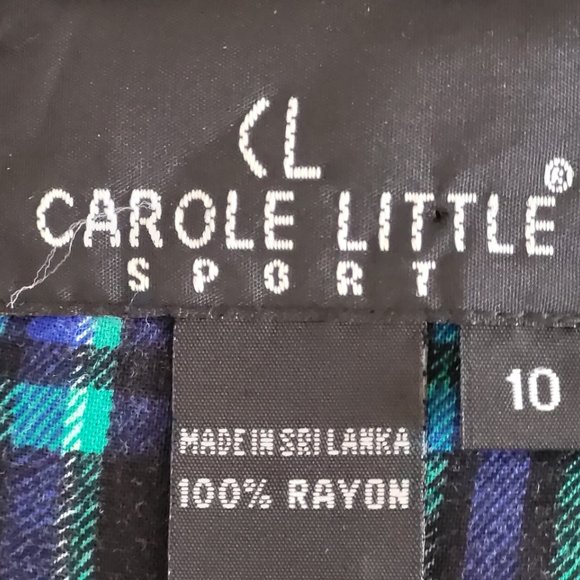 CL
CAROLE LITTLE®
SPORT
10
MADE IN SRI LANKA
100% RAYON